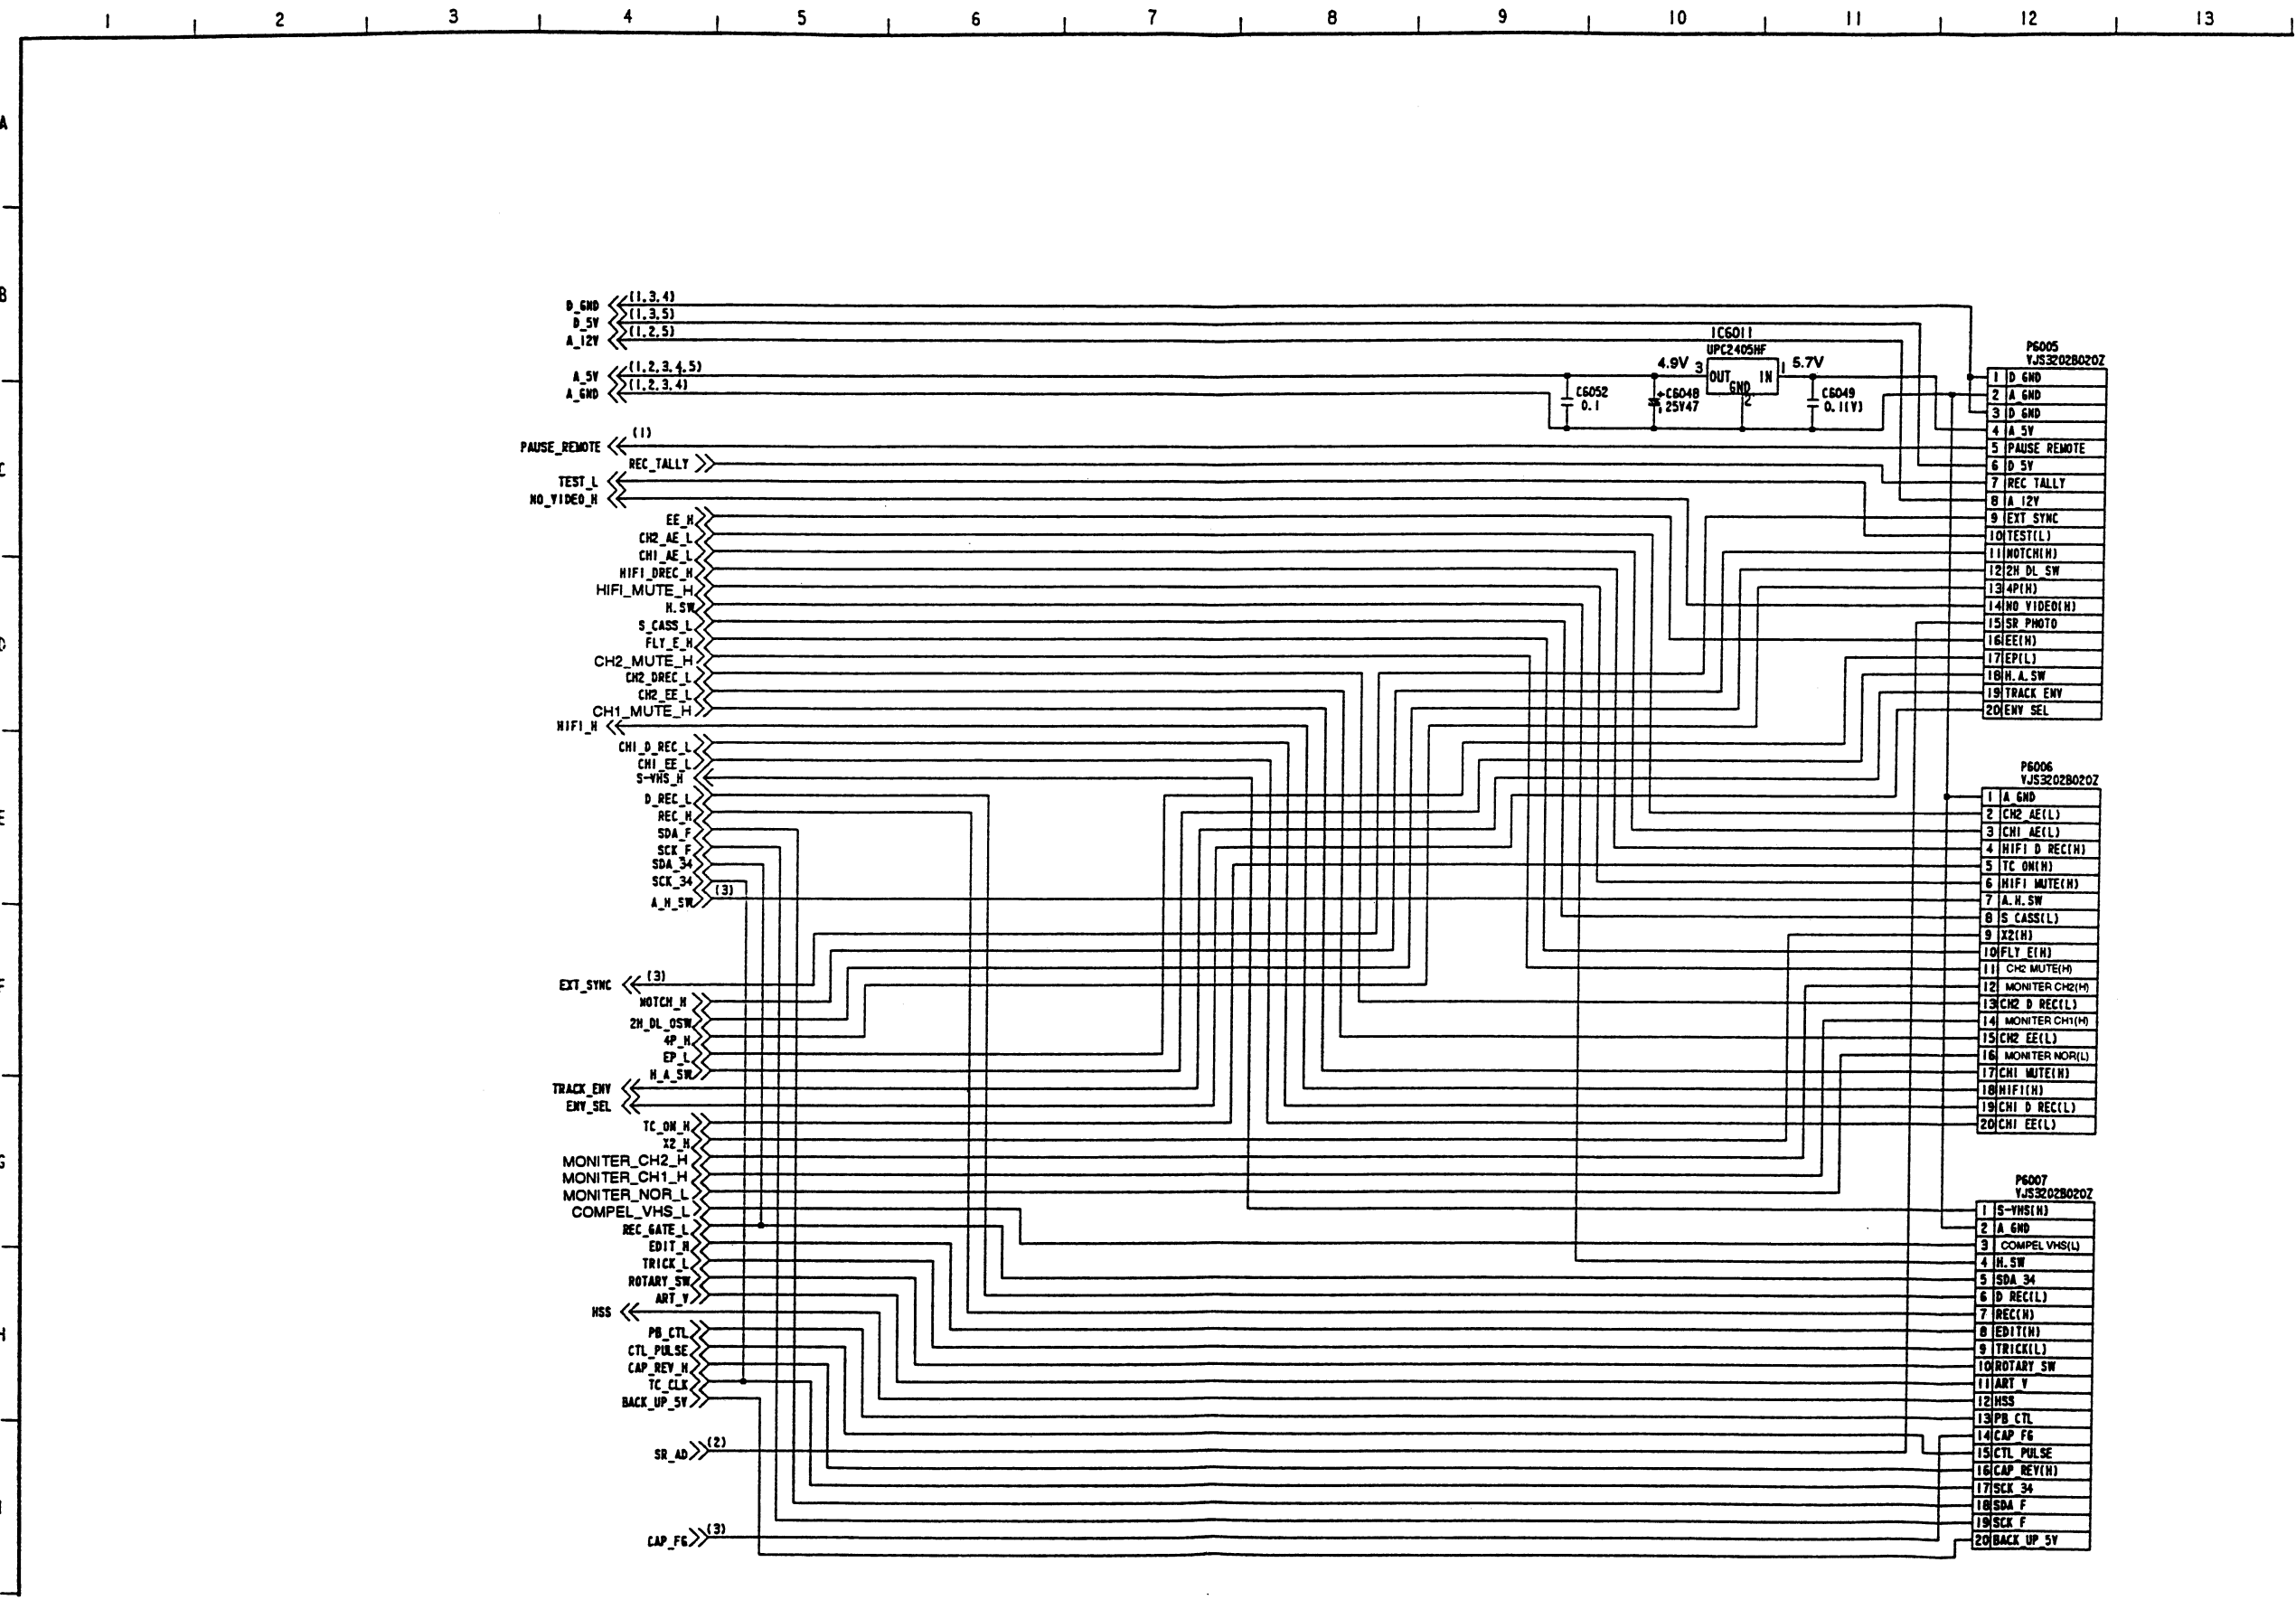 1 2 3 4 5 6 7 8 9 10 11 12 13
A
B
C
D
E
F
G
H
D_GND (1,3,4)
D_5V (1,3,5)
A_12V (1,2,5)
A_5V (1,2,3,4,5)
A_GND (1,2,3,4)
PAUSE_REMOTE (1)
REC_TALLY
TEST_L
NO_VIDEO_H
EE_H
CH2_AE_L
CH1_AE_L
HIFI_DREC_H
HIFI_MUTE_H
H.SW
S_CASS_L
FLY_E_H
CH2_MUTE_H
CH2_DREC_L
CH2_EE_L
CH1_MUTE_H
HIFI_H
CH1_D_REC_L
CH1_EE_L
S-VHS_H
D_REC_L
REC_H
SDA_F
SCK_F
SDA_34
SCK_34
A_H_SW (3)
EXT_SYNC (3)
NOTCH_H
2H_DL_OSW
4P_H
EP_L
H_A_SW
TRACK_ENV
ENV_SEL
TC_ON_H
X2_H
MONITER_CH2_H
MONITER_CH1_H
MONITER_NOR_L
COMPEL_VHS_L
REC_GATE_L
EDIT_H
TRICK_L
ROTARY_SW
ART_V
HSS
PB_CTL
CTL_PULSE
CAP_REV_H
TC_CLK
BACK_UP_5V
SR_AD (2)
CAP_FG (3)
IC6011
UPC2405HF
4.9V 3 OUT IN 1 5.7V
GND
2
C6052
0.1
+C6048
25V47
C6049
0.1(V)
P6005
VJS3202B020Z
1 D GND
2 A GND
3 D GND
4 A_5V
5 PAUSE REMOTE
6 D 5V
7 REC TALLY
8 A 12V
9 EXT SYNC
10 TEST(L)
11 NOTCH(H)
12 2H DL SW
13 4P(H)
14 NO VIDEO(H)
15 SR PHOTO
16 EE(H)
17 EP(L)
18 H.A.SW
19 TRACK ENV
20 ENV SEL
P6006
VJS3202B020Z
1 A GND
2 CH2_AE(L)
3 CH1 AE(L)
4 HIFI D REC(H)
5 TC ON(H)
6 HIFI MUTE(H)
7 A.H.SW
8 S CASS(L)
9 X2(H)
10 FLY E(H)
11 CH2 MUTE(H)
12 MONITER CH2(H)
13 CH2 D REC(L)
14 MONITER CH1(H)
15 CH2 EE(L)
16 MONITER NOR(L)
17 CH1 MUTE(H)
18 HIFI(H)
19 CH1 D REC(L)
20 CH1 EE(L)
P6007
VJS3202B020Z
1 S-VHS(H)
2 A GND
3 COMPEL VHS(L)
4 H.SW
5 SDA 34
6 D REC(L)
7 REC(H)
8 EDIT(H)
9 TRICK(L)
10 ROTARY SW
11 ART V
12 HSS
13 PB CTL
14 CAP FG
15 CTL PULSE
16 CAP REV(H)
17 SCK 34
18 SDA F
19 SCK F
20 BACK UP 5V